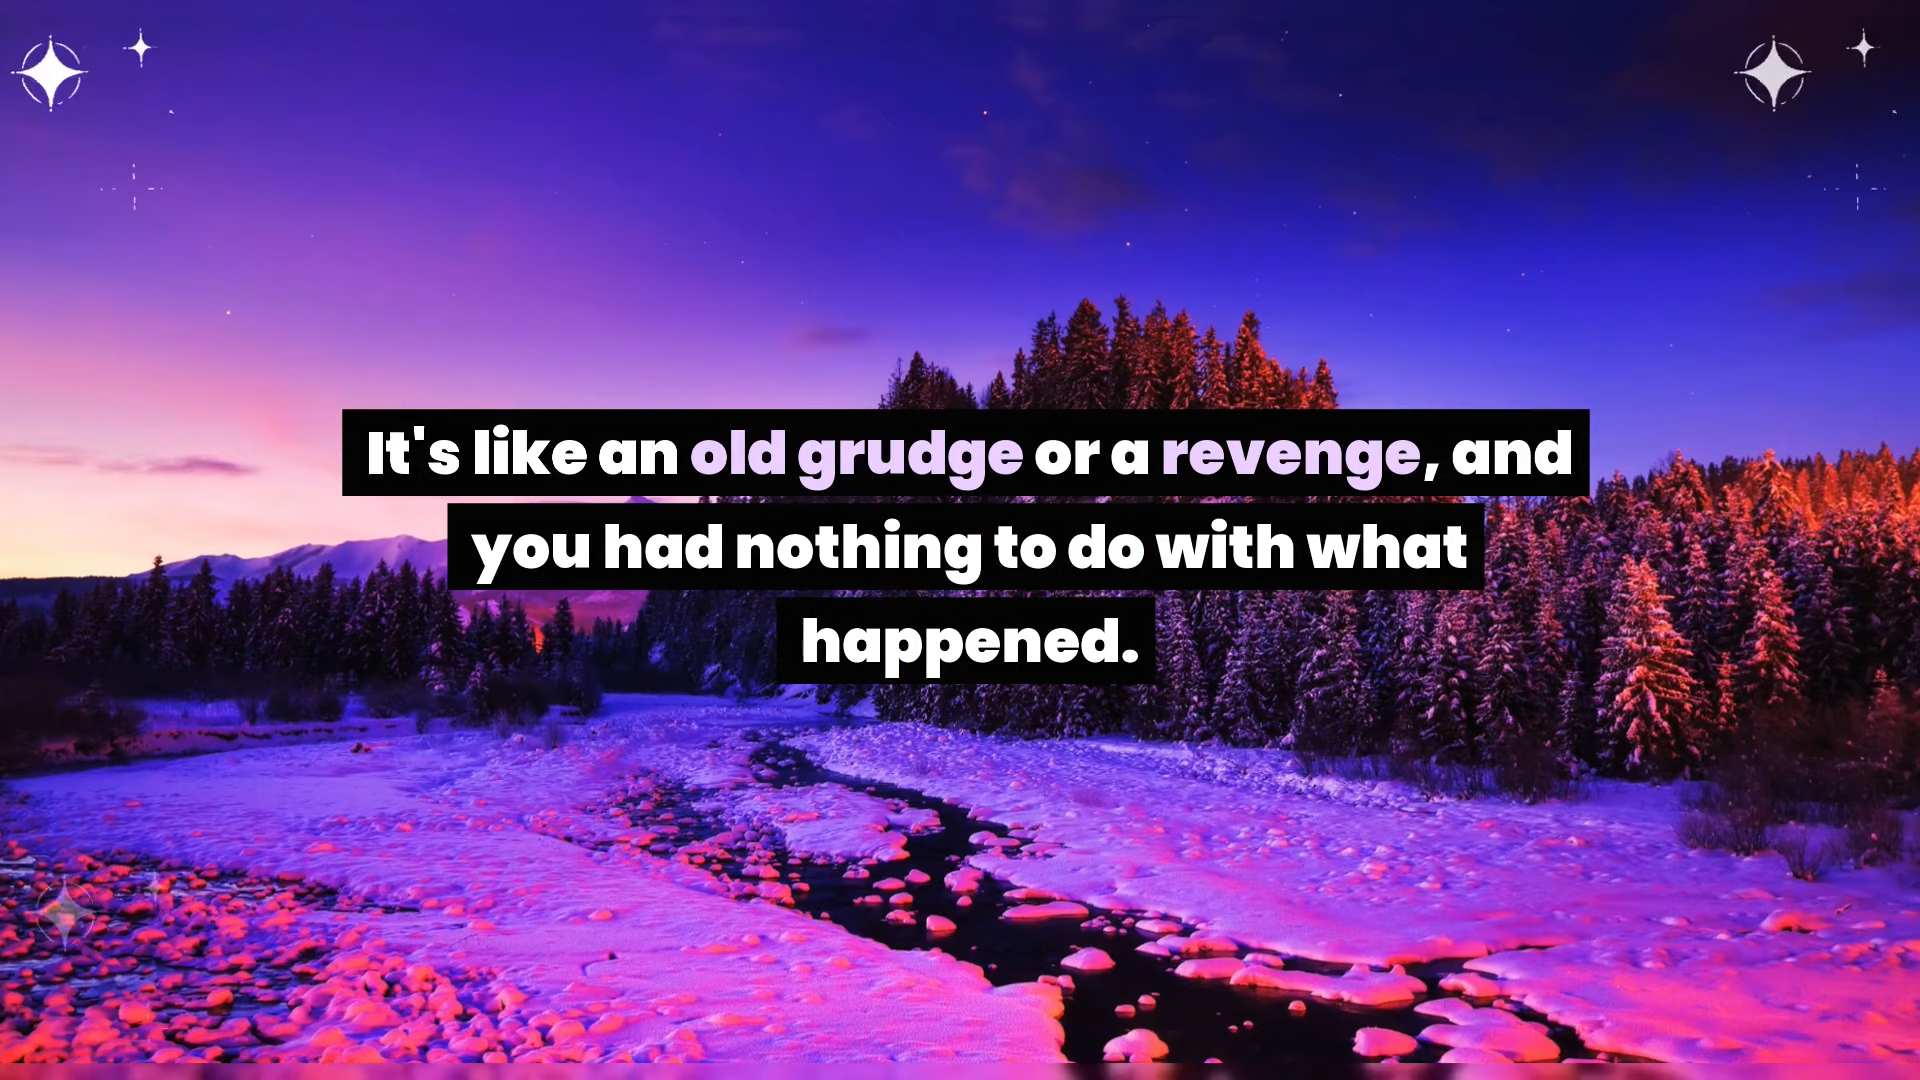 It's like an old grudge or a revenge, and
you had nothing to do with what
happened.